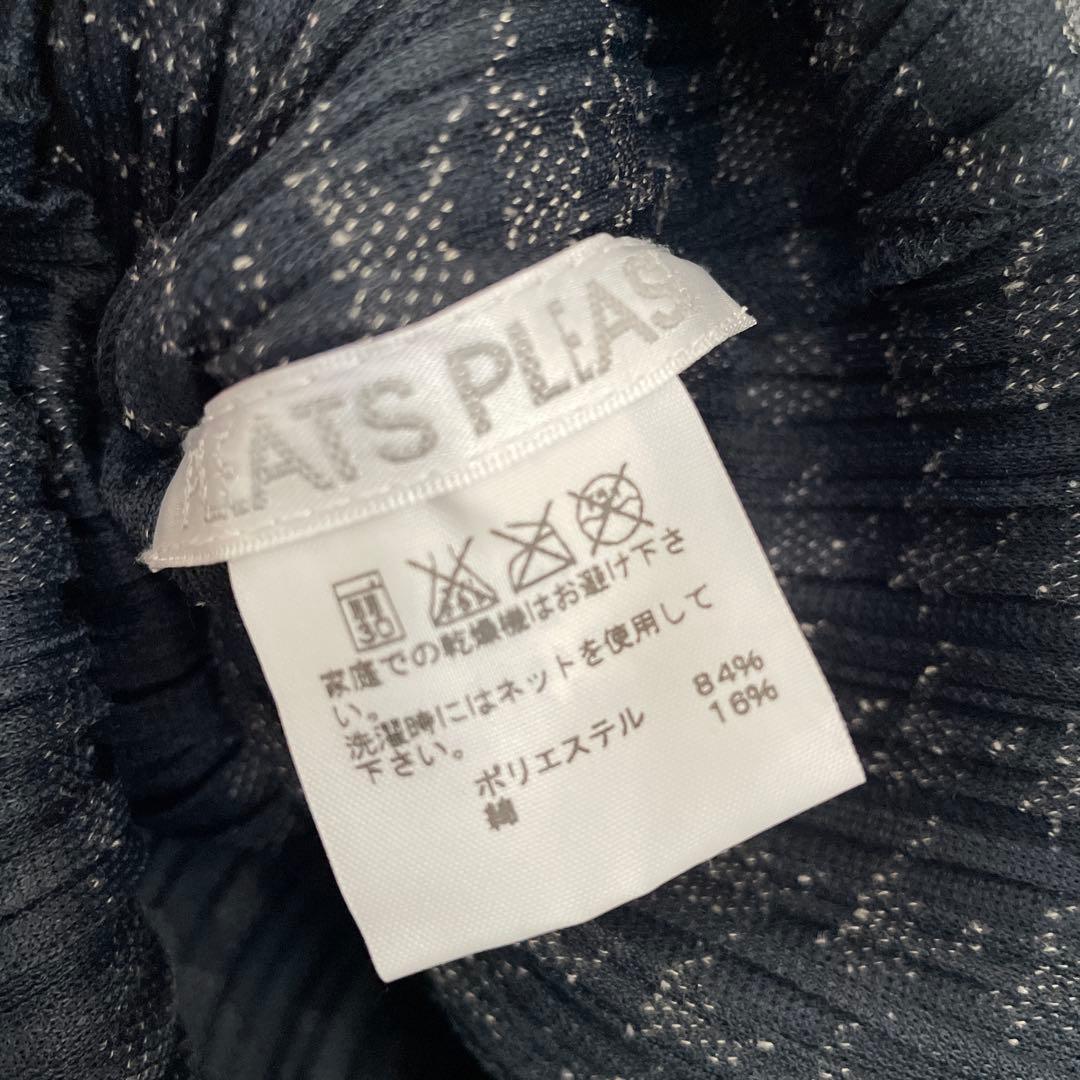 LEATS PLEAS
弱 30
家庭での乾燥機はお避け下さ
い。
洗濯時にはネットを使用して
下さい。
ポリエステル 84%
綿 16%